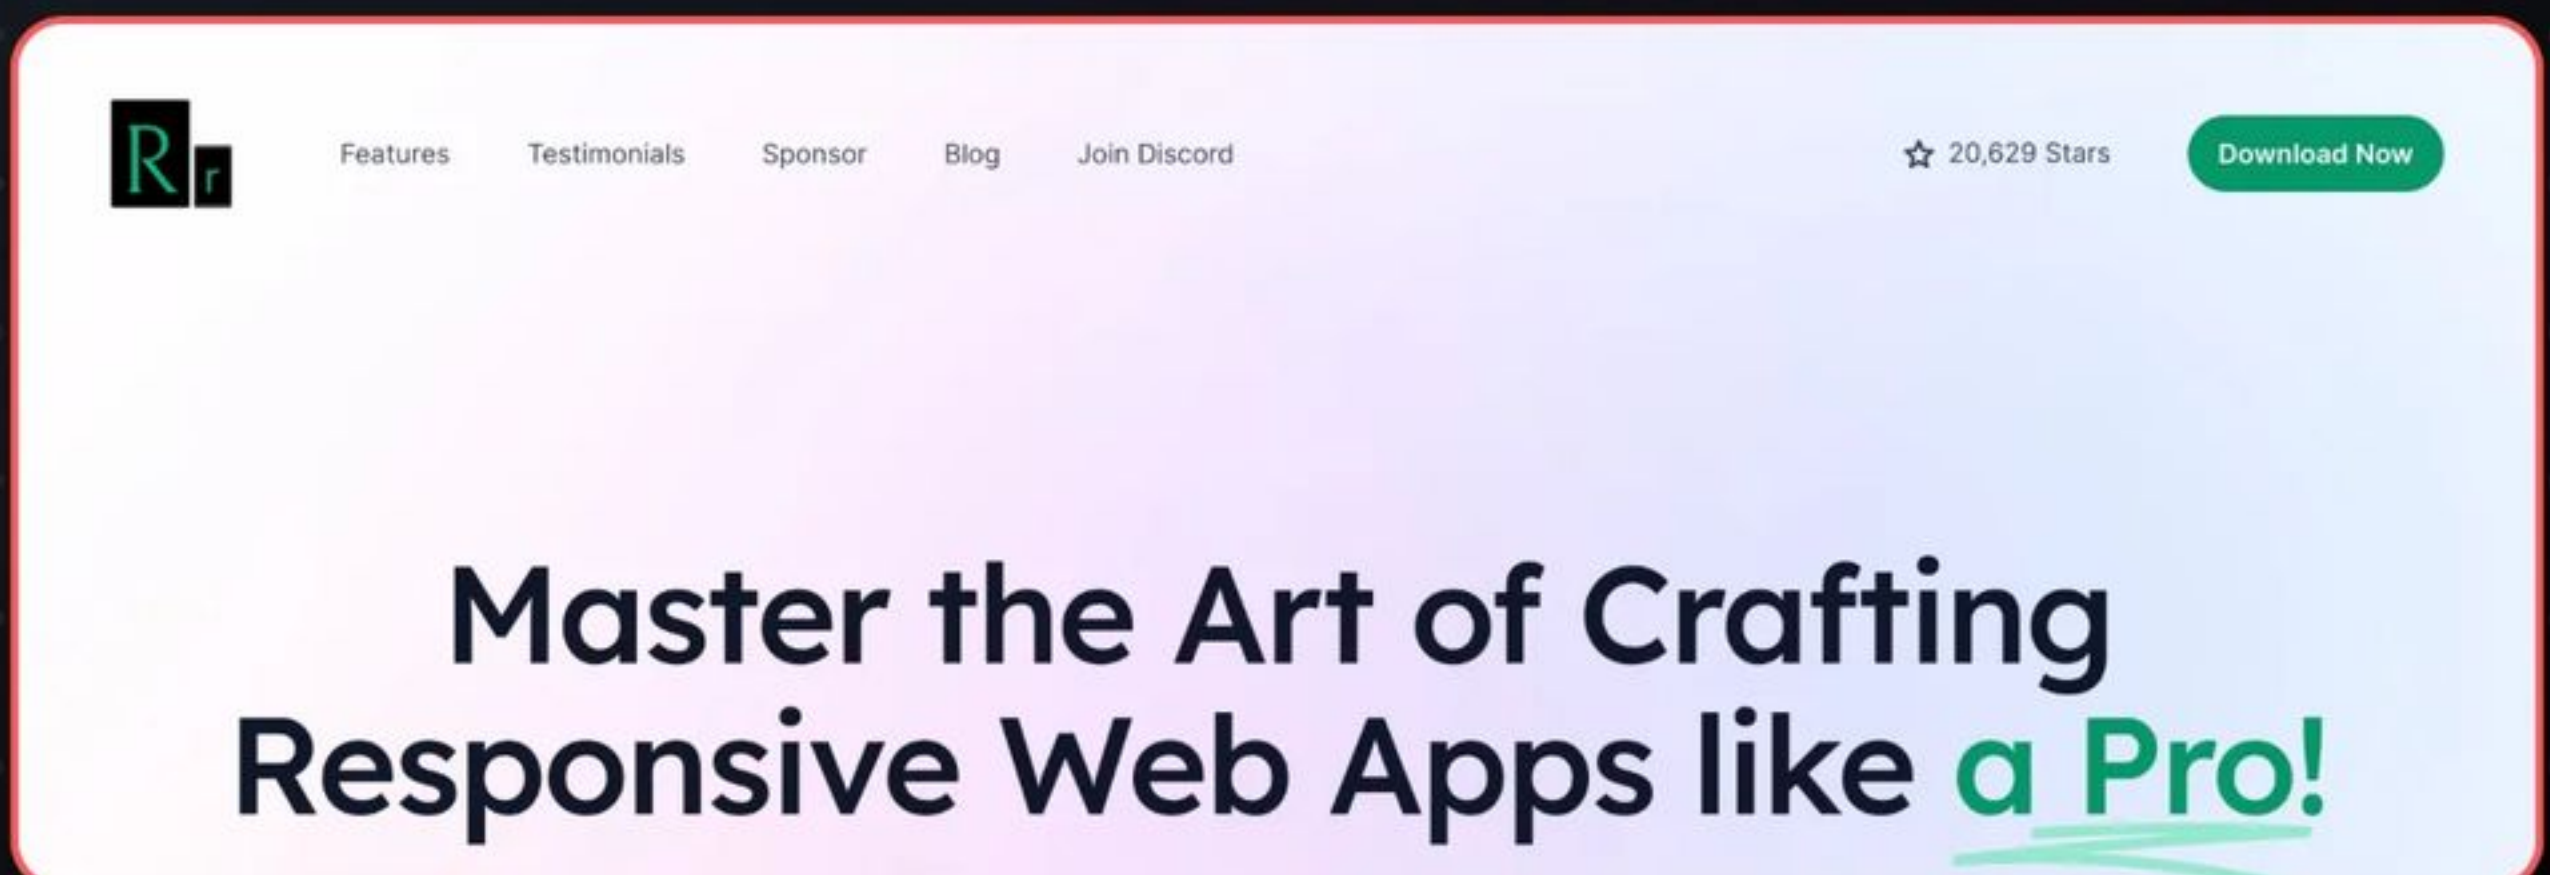 Rr
Features Testimonials Sponsor Blog Join Discord 20,629 Stars Download Now
Master the Art of Crafting
Responsive Web Apps like a Pro!